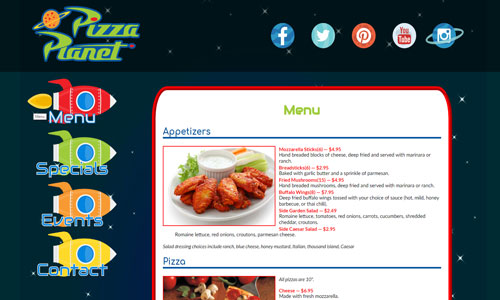 Pizza
Planet
You
Tube
Menu
Specials
Events
Contact
Menu
Appetizers
Mozzarella Sticks(6) -- $4.95
Hand breaded blocks of cheese, deep fried and served with marinara or
ranch.
Breadsticks(6) -- $2.95
Baked with garlic butter and a sprinkle of parmesan.
Fried Mushrooms(15) -- $4.95
Hand breaded mushrooms, deep fried and served with marinara or ranch.
Buffalo Wings(8) -- $7.95
Deep fried buffalo wings tossed with your choice of sauce (hot, mild, honey
barbecue, or thai chili).
Side Garden Salad -- $2.49
Romaine lettuce, tomatoes, red onions, carrots, cucumbers, shredded
cheddar, croutons.
Side Caesar Salad -- $2.95
Romaine lettuce, red onions, croutons, parmesan cheese.
Salad dressing choices include ranch, blue cheese, honey mustard, Italian, thousand island, Caesar
Pizza
All pizzas are 10".
Cheese -- $6.95
Made with fresh mozzarella.